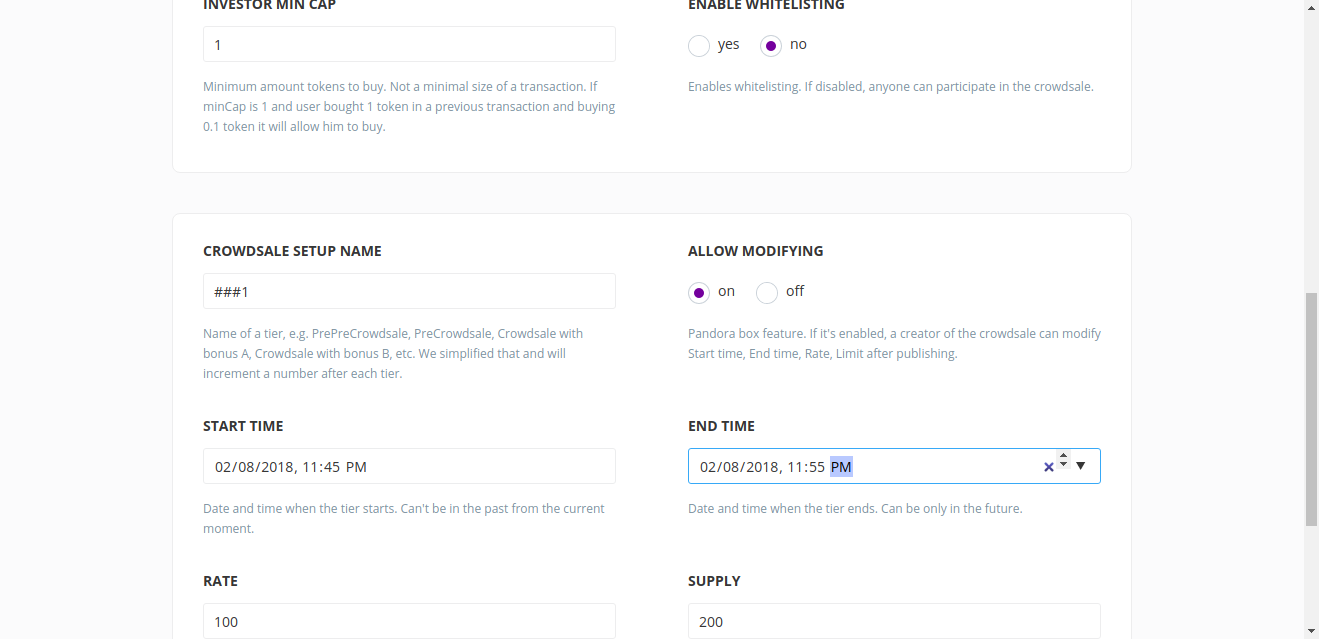 INVESTOR MIN CAP
1
Minimum amount tokens to buy. Not a minimal size of a transaction. If
minCap is 1 and user bought 1 token in a previous transaction and buying
0.1 token it will allow him to buy.
ENABLE WHITELISTING
yes no
Enables whitelisting. If disabled, anyone can participate in the crowdsale.
CROWDSALE SETUP NAME
###1
Name of a tier, e.g. PrePreCrowdsale, PreCrowdsale, Crowdsale with
bonus A, Crowdsale with bonus B, etc. We simplified that and will
increment a number after each tier.
ALLOW MODIFYING
on off
Pandora box feature. If it's enabled, a creator of the crowdsale can modify
Start time, End time, Rate, Limit after publishing.
START TIME
02/08/2018, 11:45 PM
Date and time when the tier starts. Can't be in the past from the current
moment.
END TIME
02/08/2018, 11:55 PM
Date and time when the tier ends. Can be only in the future.
RATE
100
SUPPLY
200